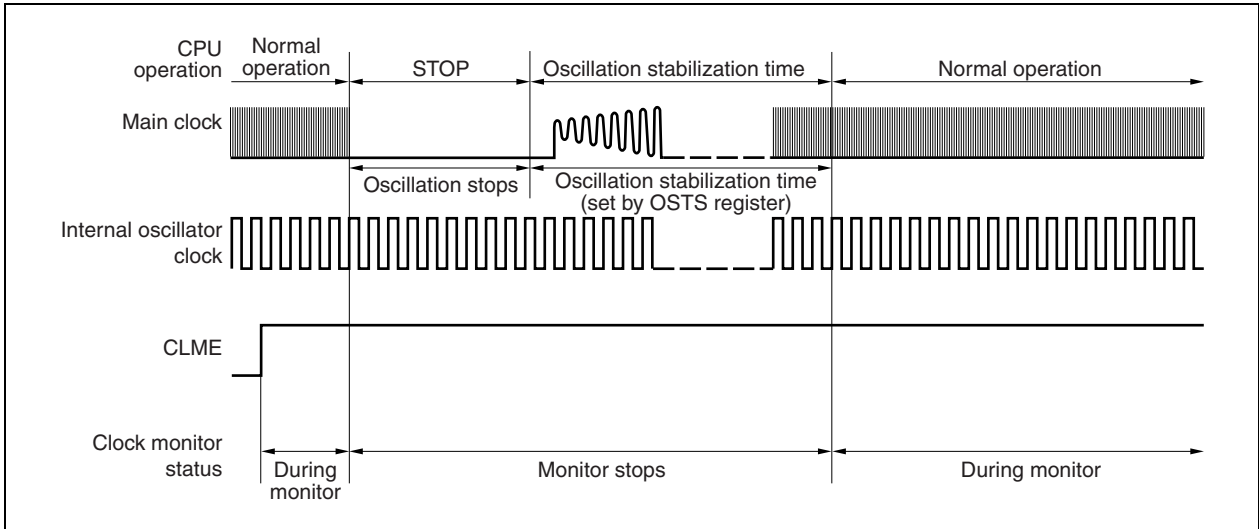 CPU
operation
Normal
operation
STOP
Oscillation stabilization time
Normal operation
Main clock
Oscillation stops
Oscillation stabilization time
(set by OSTS register)
Internal oscillator
clock
CLME
Clock monitor
status
During
monitor
Monitor stops
During monitor